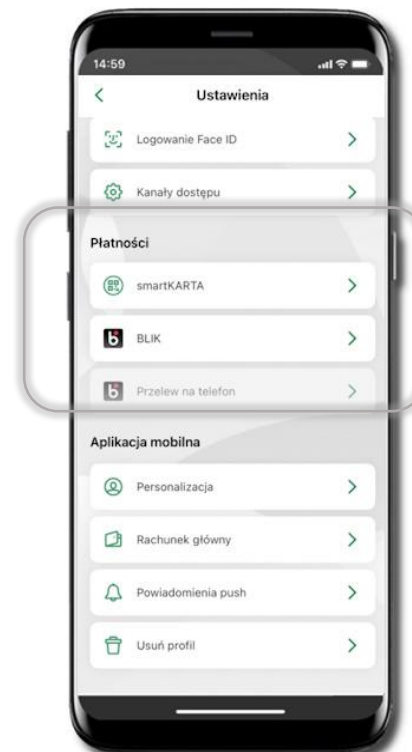 14:59
Ustawienia
Logowanie Face ID
Kanały dostępu
Płatności
smartKARTA
BLIK
Przelew na telefon
Aplikacja mobilna
Personalizacja
Rachunek główny
Powiadomienia push
Usuń profil